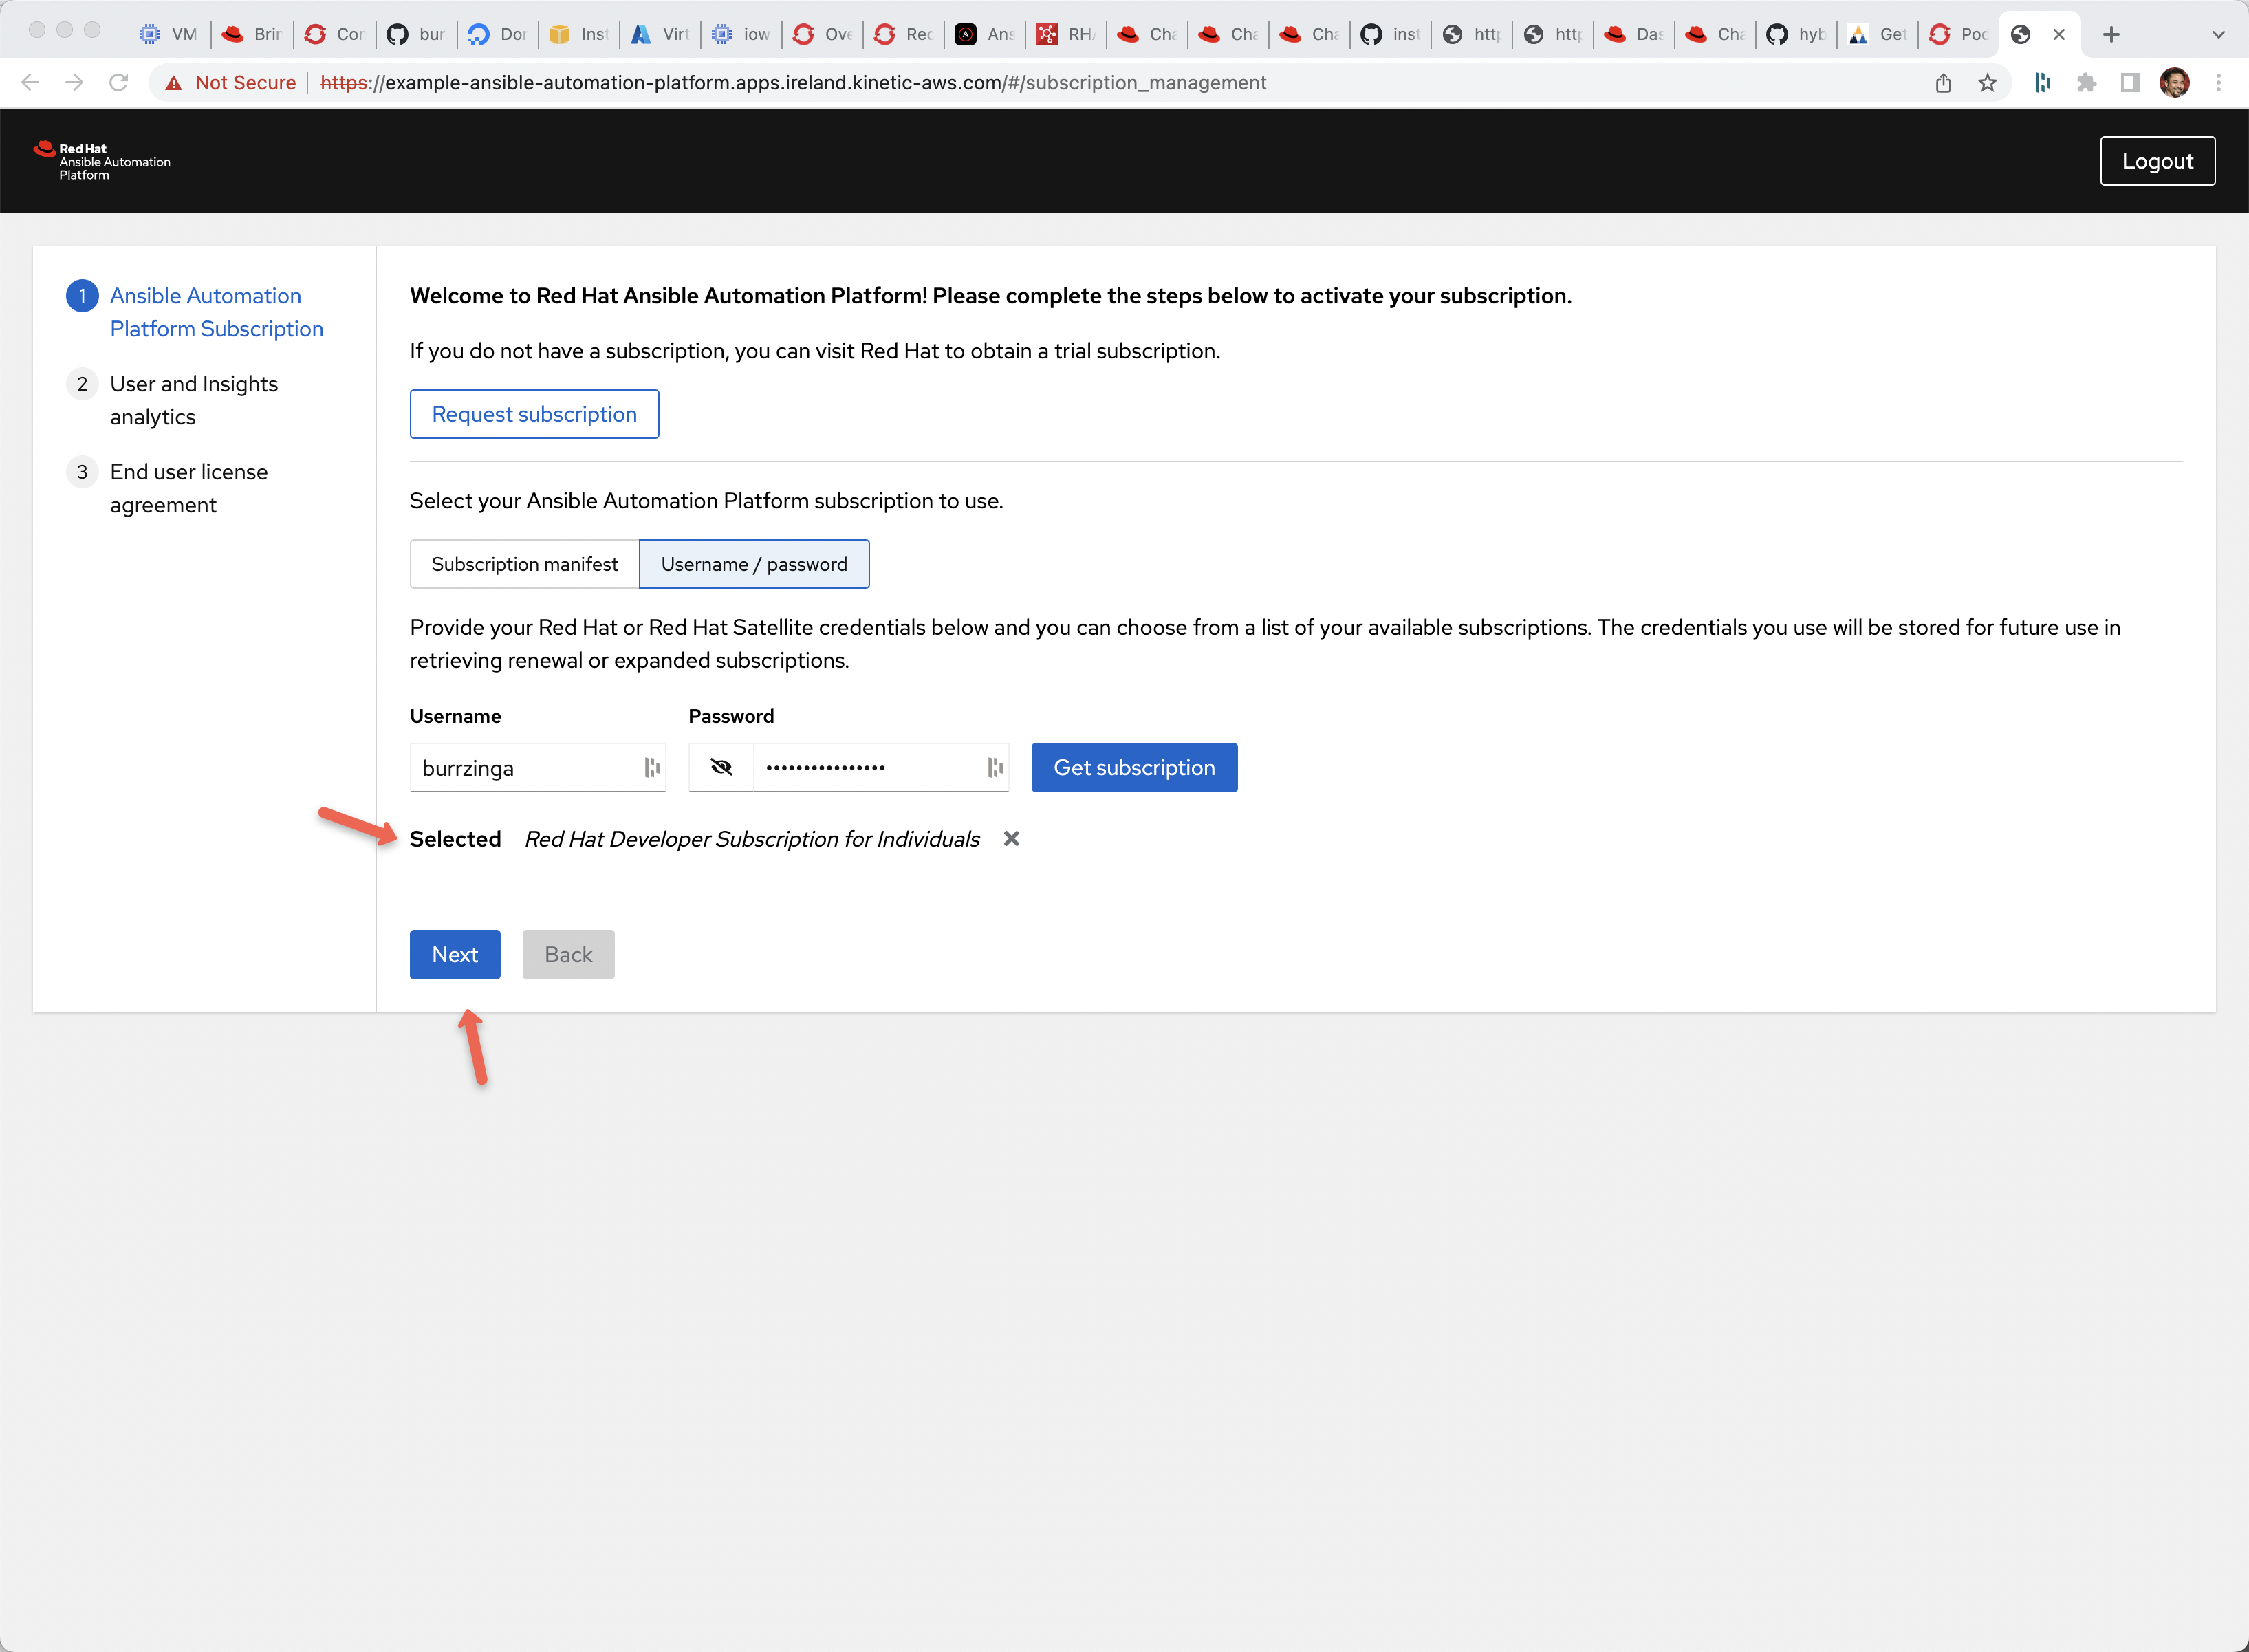 VM
Brin
Cor
bur
Dor
Inst
Virt
iow
Ove
Rec
Ans
RHA
Cha
Cha
Cha
inst
http
http
Das
Cha
hyb
Get
Poc
Not Secure https://example-ansible-automation-platform.apps.ireland.kinetic-aws.com/#/subscription_management
Red Hat
Ansible Automation
Platform
Logout
1 Ansible Automation
Platform Subscription
2 User and Insights
analytics
3 End user license
agreement
Welcome to Red Hat Ansible Automation Platform! Please complete the steps below to activate your subscription.
If you do not have a subscription, you can visit Red Hat to obtain a trial subscription.
Request subscription
Select your Ansible Automation Platform subscription to use.
Subscription manifest Username / password
Provide your Red Hat or Red Hat Satellite credentials below and you can choose from a list of your available subscriptions. The credentials you use will be stored for future use in
retrieving renewal or expanded subscriptions.
Username Password
burrzinga •••••••••••••••• Get subscription
Selected Red Hat Developer Subscription for Individuals
Next Back